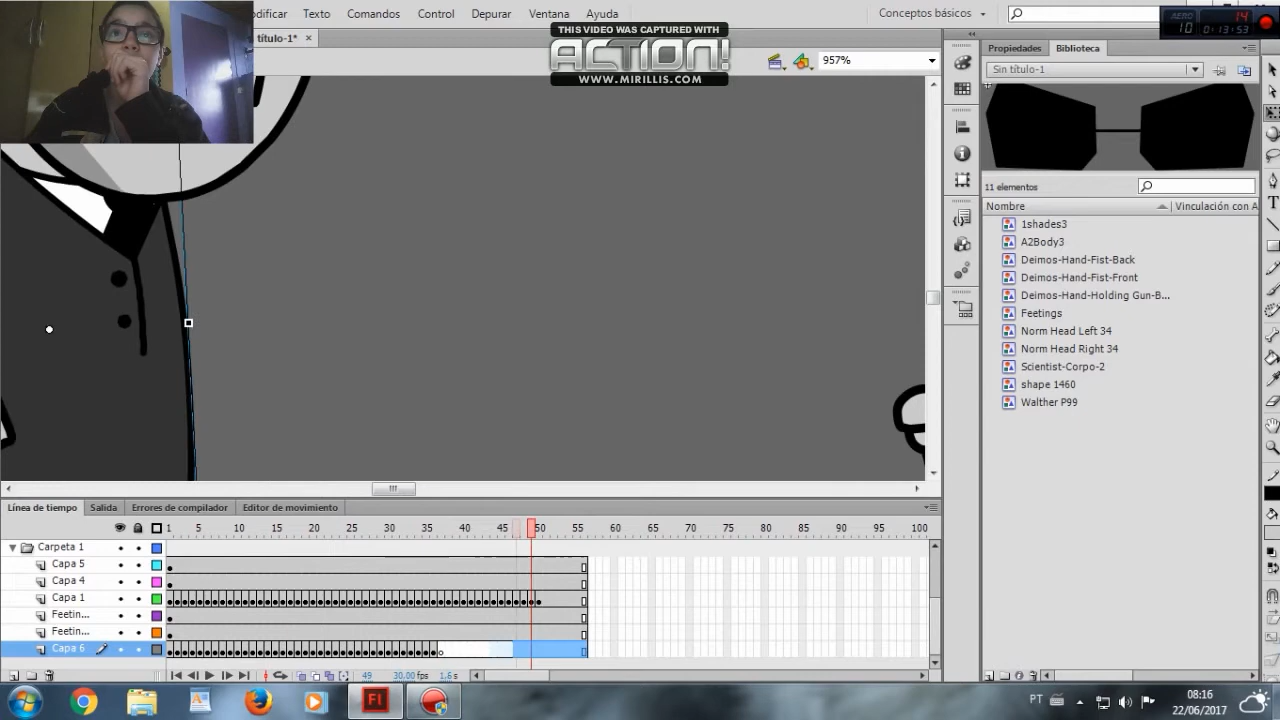 odificar Texto Comandos Control Ventana Ayuda
Conceptos básicos
14
10 0:13:53
THIS VIDEO WAS CAPTURED WITH
ACTION!
WWW.MIRILLIS.COM
título-1* ×
957%
Propiedades Biblioteca
Sin título-1
11 elementos
Nombre Vinculación con A
1shades3
A2Body3
Deimos-Hand-Fist-Back
Deimos-Hand-Fist-Front
Deimos-Hand-Holding Gun-B...
Feetings
Norm Head Left 34
Norm Head Right 34
Scientist-Corpo-2
shape 1460
Walther P99
Línea de tiempo Salida Errores de compilador Editor de movimiento
1 5 10 15 20 25 30 35 40 45 50 55 60 65 70 75 80 85 90 95 100
Carpeta 1
Capa 5
Capa 4
Capa 1
Feetin...
Feetin...
Capa 6
49 30,00 fps 1,6 s
PT 08:16
22/06/2017